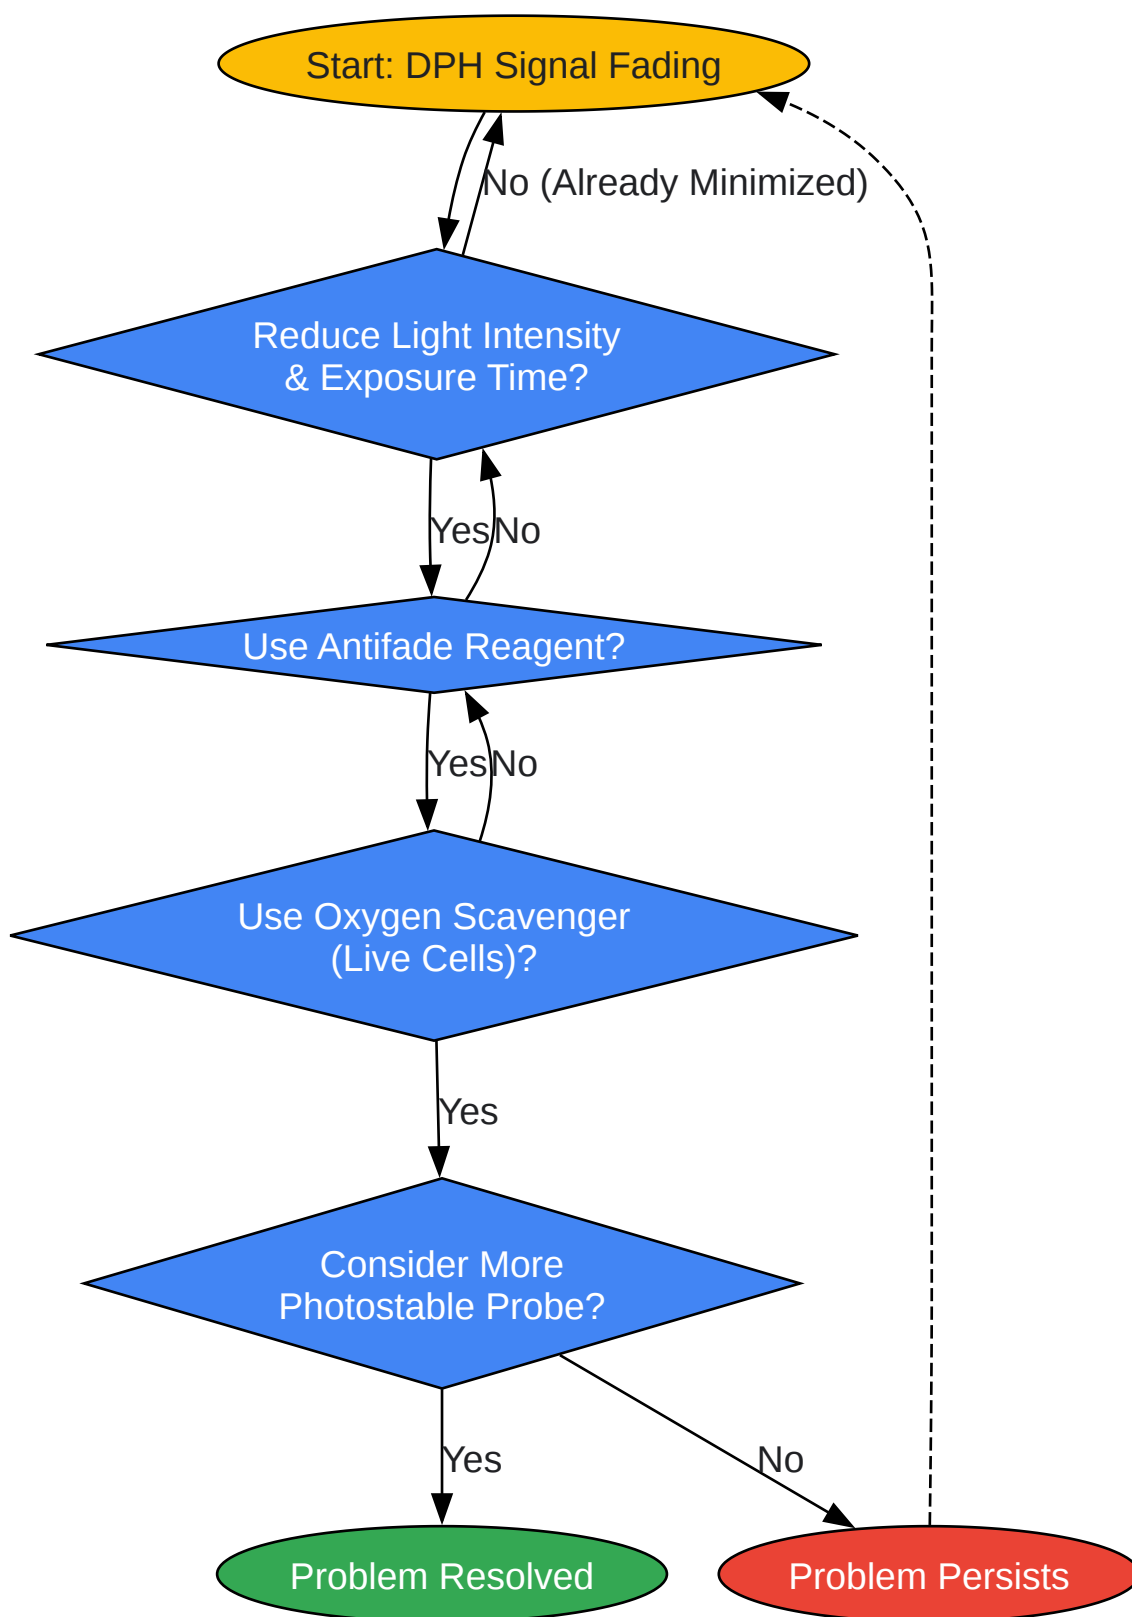 Start: DPH Signal Fading
No (Already Minimized)
Reduce Light Intensity
& Exposure Time?
Yes
No
Use Antifade Reagent?
Yes
No
Use Oxygen Scavenger
(Live Cells)?
Yes
Consider More
Photostable Probe?
Yes
No
Problem Resolved
Problem Persists